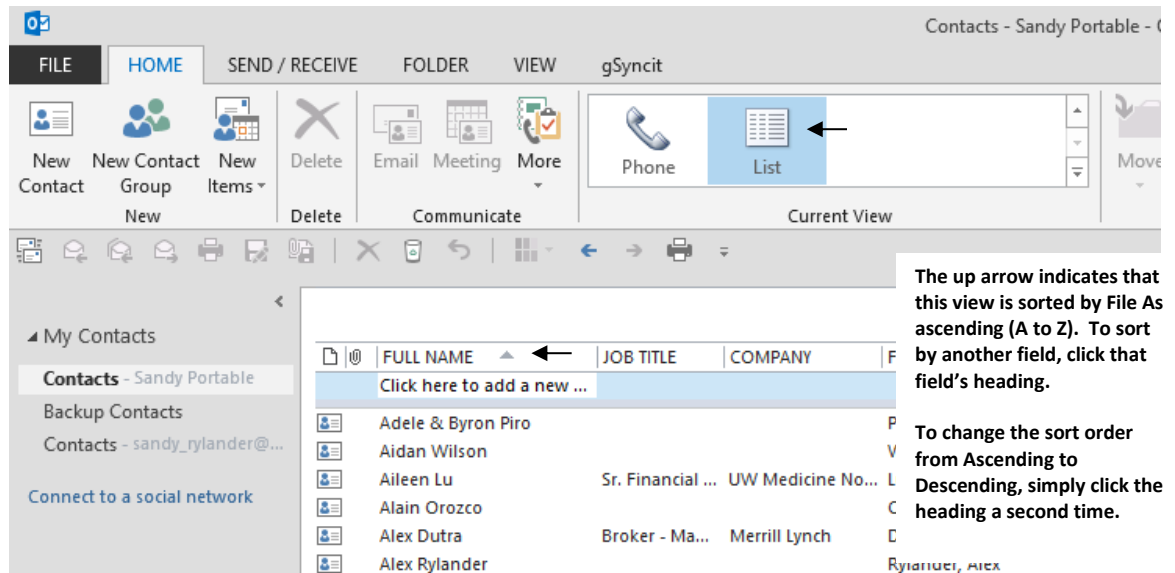 Contacts - Sandy Portable -
FILE HOME SEND / RECEIVE FOLDER VIEW gSyncit
Phone List
New New Contact New Delete Email Meeting More Move
Contact Group Items
New Delete Communicate Current View
The up arrow indicates that
this view is sorted by File As
ascending (A to Z). To sort
by another field, click that
field's heading.
To change the sort order
from Ascending to
Descending, simply click the
heading a second time.
My Contacts
Contacts - Sandy Portable
Backup Contacts
Contacts - sandy_rylander@...
Connect to a social network
FULL NAME JOB TITLE COMPANY F
Click here to add a new ...
Adele & Byron Piro P
Aidan Wilson
Aileen Lu Sr. Financial ... UW Medicine No... L
Alain Orozco
Alex Dutra Broker - Ma... Merrill Lynch
Alex Rylander Rylander, Alex